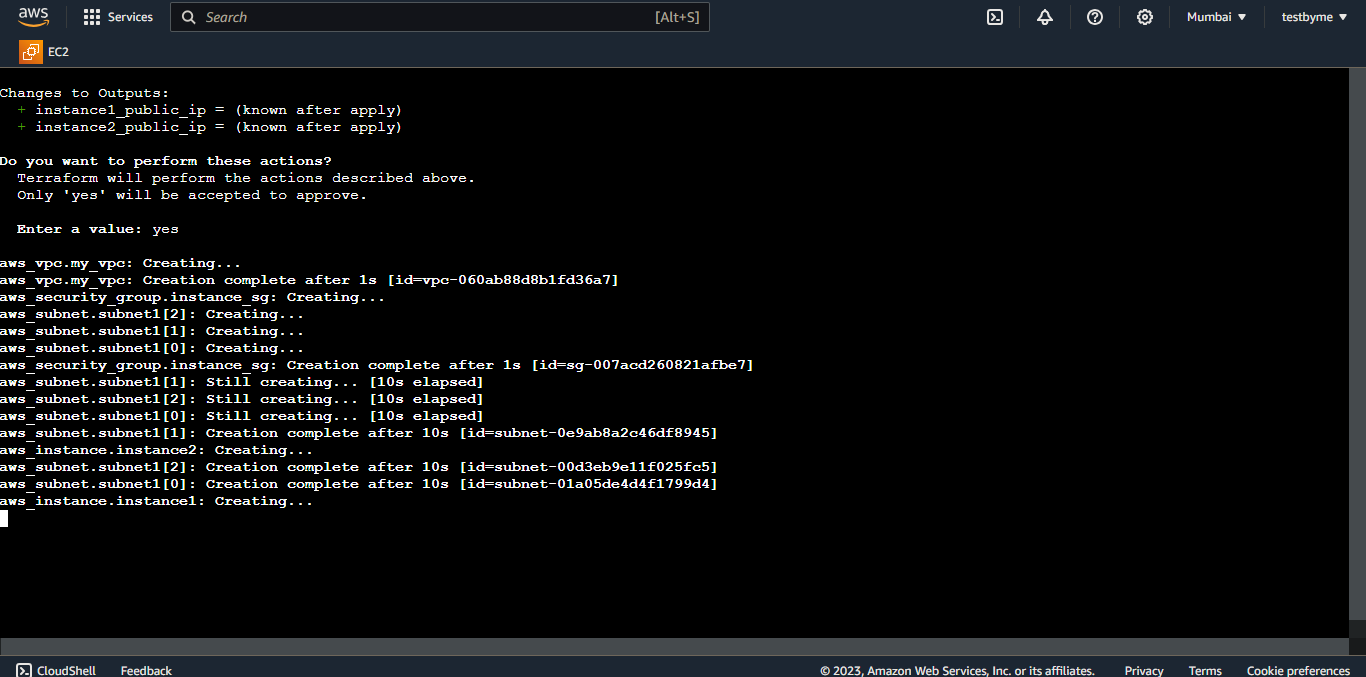 aws
Services
Search
[Alt+S]
Mumbai
testbyme
EC2
Changes to Outputs:
+ instance1_public_ip = (known after apply)
+ instance2_public_ip = (known after apply)
Do you want to perform these actions?
Terraform will perform the actions described above.
Only 'yes' will be accepted to approve.
Enter a value: yes
aws_vpc.my_vpc: Creating...
aws_vpc.my_vpc: Creation complete after 1s [id=vpc-060ab88d8b1fd36a7]
aws_security_group.instance_sg: Creating...
aws_subnet.subnet1[2]: Creating...
aws_subnet.subnet1[1]: Creating...
aws_subnet.subnet1[0]: Creating...
aws_security_group.instance_sg: Creation complete after 1s [id=sg-007acd260821afbe7]
aws_subnet.subnet1[1]: Still creating... [10s elapsed]
aws_subnet.subnet1[2]: Still creating... [10s elapsed]
aws_subnet.subnet1[0]: Still creating... [10s elapsed]
aws_subnet.subnet1[1]: Creation complete after 10s [id=subnet-0e9ab8a2c46df8945]
aws_instance.instance2: Creating...
aws_subnet.subnet1[2]: Creation complete after 10s [id=subnet-00d3eb9e11f025fc5]
aws_subnet.subnet1[0]: Creation complete after 10s [id=subnet-01a05de4d4f1799d4]
aws_instance.instance1: Creating...
CloudShell
Feedback
© 2023, Amazon Web Services, Inc. or its affiliates.
Privacy
Terms
Cookie preferences